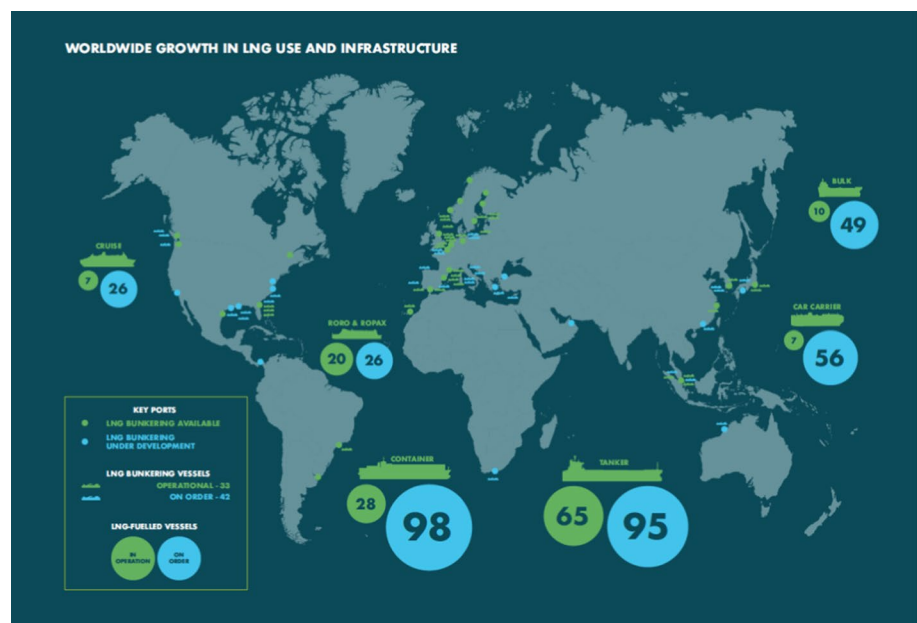 WORLDWIDE GROWTH IN LNG USE AND INFRASTRUCTURE
BULK
10
49
CRUISE
7
26
CAR CARRIER
7
56
RORO & ROPAX
20
26
CONTAINER
28
98
TANKER
65
95
KEY PORTS
LNG BUNKERING AVAILABLE
LNG BUNKERING
UNDER DEVELOPMENT
LNG BUNKERING VESSELS
OPERATIONAL - 33
ON ORDER - 42
LNG-FUELLED VESSELS
IN
OPERATION
ON
ORDER